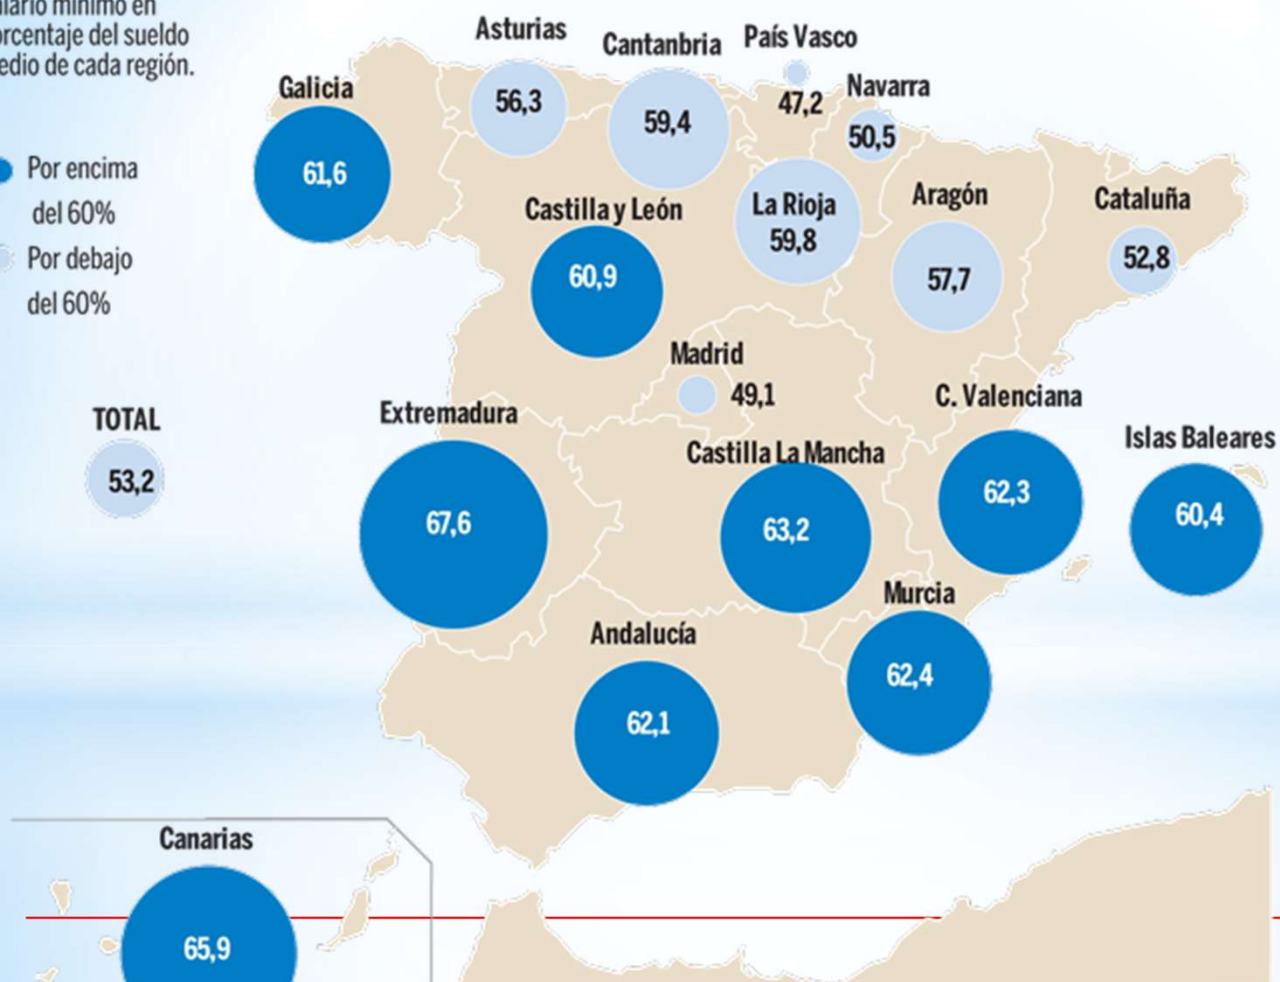 mínimo en
del sueldo
de cada región.
Por encima
del 60%
Por debajo
del 60%
TOTAL
53,2
Galicia
61,6
Asturias
56,3
Cantanbria
59,4
País Vasco
47,2
Navarra
50,5
Castilla y León
60,9
La Rioja
59,8
Aragón
57,7
Cataluña
52,8
Madrid
49,1
Extremadura
67,6
Castilla La Mancha
63,2
C. Valenciana
62,3
Islas Baleares
60,4
Andalucía
62,1
Murcia
62,4
Canarias
65,9